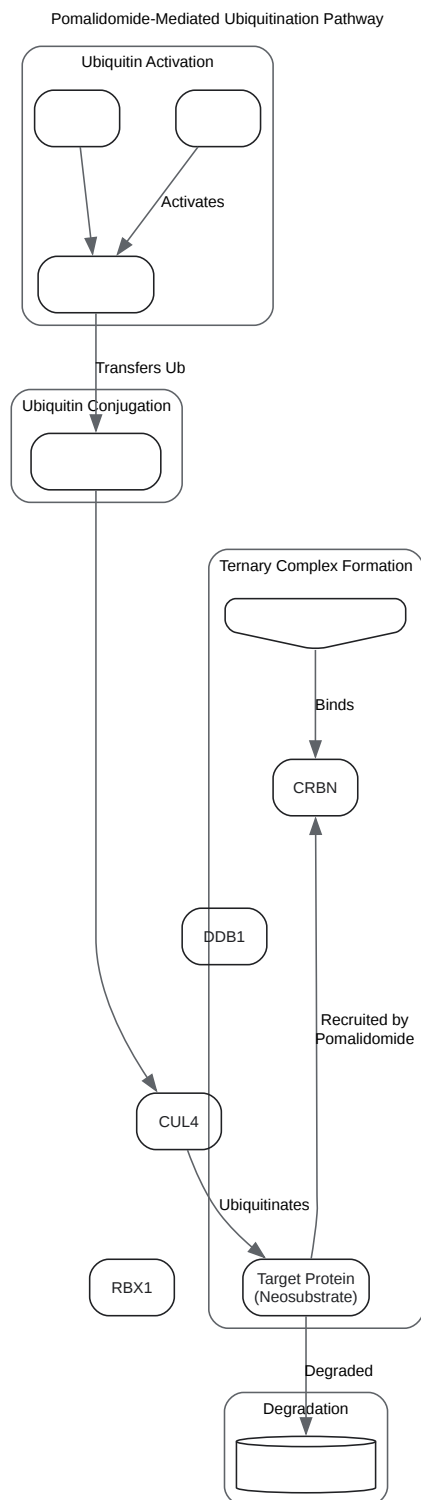 Pomalidomide-Mediated Ubiquitination Pathway
Ubiquitin Activation
Activates
Transfers Ub
Ubiquitin Conjugation
Ternary Complex Formation
Binds
CRBN
DDB1
Recruited by
Pomalidomide
CUL4
Ubiquitinates
RBX1
Target Protein
(Neosubstrate)
Degraded
Degradation